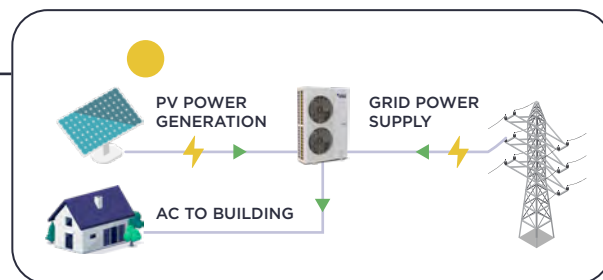 PV POWER
GENERATION
GRID POWER
SUPPLY
AC TO BUILDING